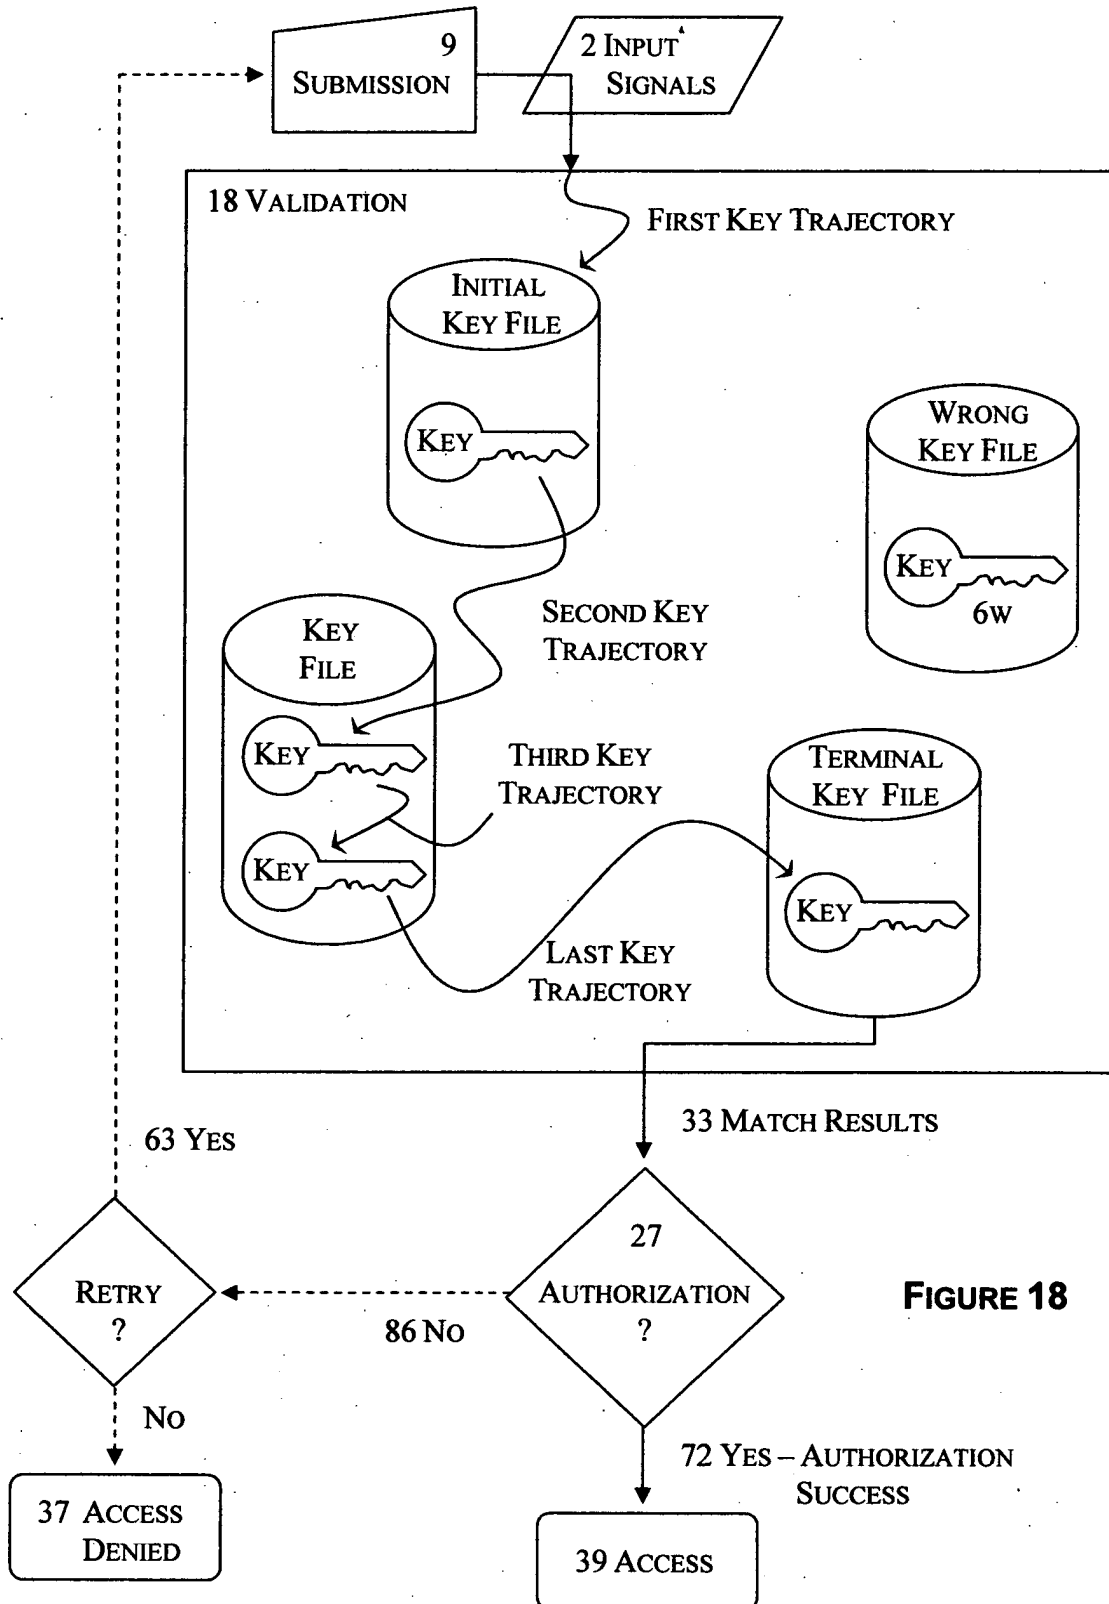 9
SUBMISSION
2 INPUT
SIGNALS
18 VALIDATION
FIRST KEY TRAJECTORY
INITIAL
KEY FILE
KEY
WRONG
KEY FILE
KEY
6W
SECOND KEY
TRAJECTORY
KEY
FILE
KEY
THIRD KEY
TRAJECTORY
KEY
TERMINAL
KEY FILE
KEY
LAST KEY
TRAJECTORY
33 MATCH RESULTS
63 YES
27
AUTHORIZATION
?
RETRY
?
86 NO
FIGURE 18
NO
72 YES – AUTHORIZATION
SUCCESS
37 ACCESS
DENIED
39 ACCESS